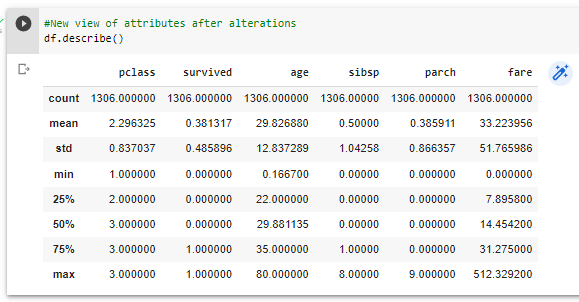 #New view of attributes after alterations
df.describe()
pclass survived age sibsp parch fare
count 1306.000000 1306.000000 1306.000000 1306.00000 1306.000000 1306.000000
mean 2.296325 0.381317 29.826880 0.50000 0.385911 33.223956
std 0.837037 0.485896 12.837289 1.04258 0.866357 51.765986
min 1.000000 0.000000 0.166700 0.00000 0.000000 0.000000
25% 2.000000 0.000000 22.000000 0.00000 0.000000 7.895800
50% 3.000000 0.000000 29.881135 0.00000 0.000000 14.454200
75% 3.000000 1.000000 35.000000 1.00000 0.000000 31.275000
max 3.000000 1.000000 80.000000 8.00000 9.000000 512.329200